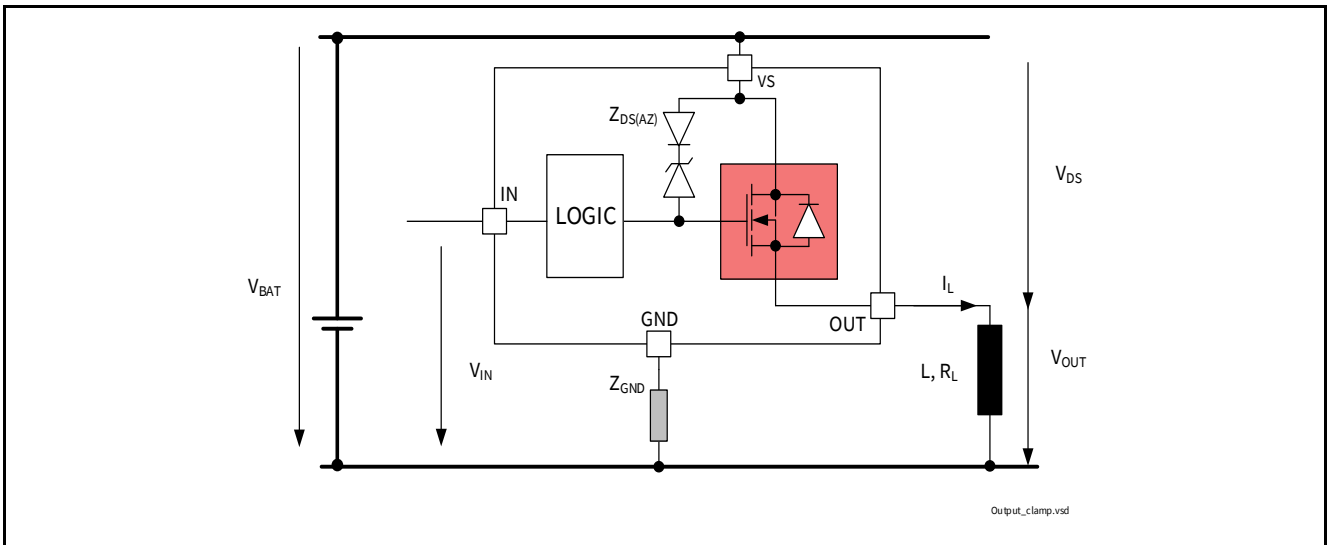 VS
Z_DS(AZ)
V_DS
IN
LOGIC
V_BAT
I_L
GND
OUT
V_OUT
V_IN
L, R_L
Z_GND
Output_clamp.vsd